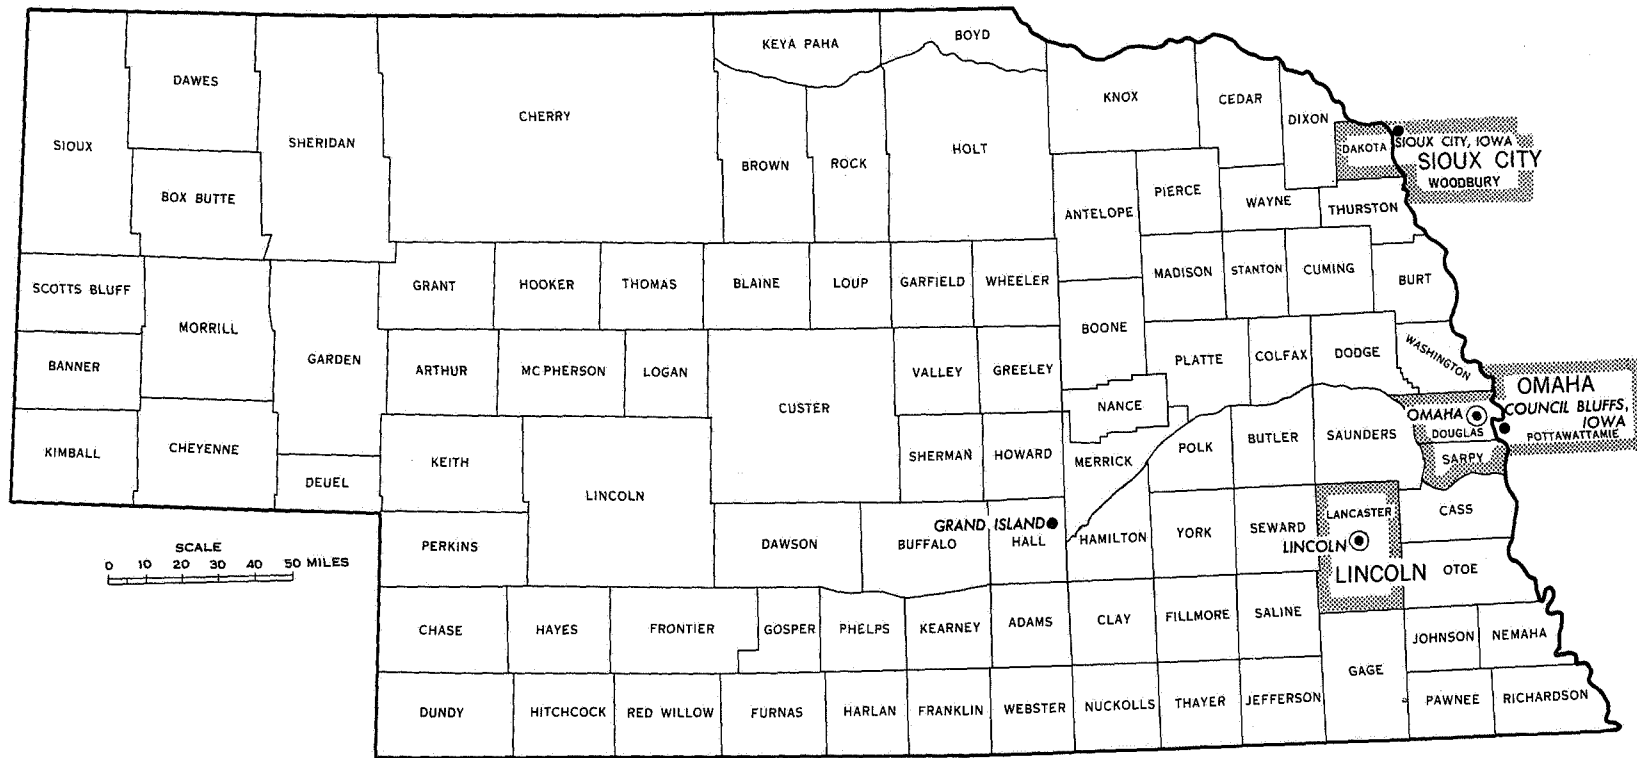 KEYA PAHA
BOYD
DAWES
CHERRY
KNOX
CEDAR
DIXON
SIOUX
SHERIDAN
BROWN
ROCK
HOLT
DAKOTA
SIOUX CITY, IOWA
SIOUX CITY
WOODBURY
BOX BUTTE
ANTELOPE
PIERCE
WAYNE
THURSTON
SCOTTS BLUFF
GRANT
HOOKER
THOMAS
BLAINE
LOUP
GARFIELD
WHEELER
MADISON
STANTON
CUMING
BURT
MORRILL
BOONE
BANNER
GARDEN
ARTHUR
MC PHERSON
LOGAN
VALLEY
GREELEY
PLATTE
COLFAX
DODGE
WASHINGTON
CUSTER
NANCE
OMAHA
COUNCIL BLUFFS,
IOWA
POTTAWATTAMIE
OMAHA
DOUGLAS
KIMBALL
CHEYENNE
KEITH
SHERMAN
HOWARD
MERRICK
POLK
BUTLER
SAUNDERS
SARPY
DEUEL
LINCOLN
GRAND ISLAND
HALL
LANCASTER
CASS
PERKINS
DAWSON
BUFFALO
HAMILTON
YORK
SEWARD
LINCOLN
LINCOLN
OTOE
SCALE
0 10 20 30 40 50 MILES
CHASE
HAYES
FRONTIER
GOSPER
PHELPS
KEARNEY
ADAMS
CLAY
FILLMORE
SALINE
JOHNSON
NEMAHA
GAGE
DUNDY
HITCHCOCK
RED WILLOW
FURNAS
HARLAN
FRANKLIN
WEBSTER
NUCKOLLS
THAYER
JEFFERSON
PAWNEE
RICHARDSON